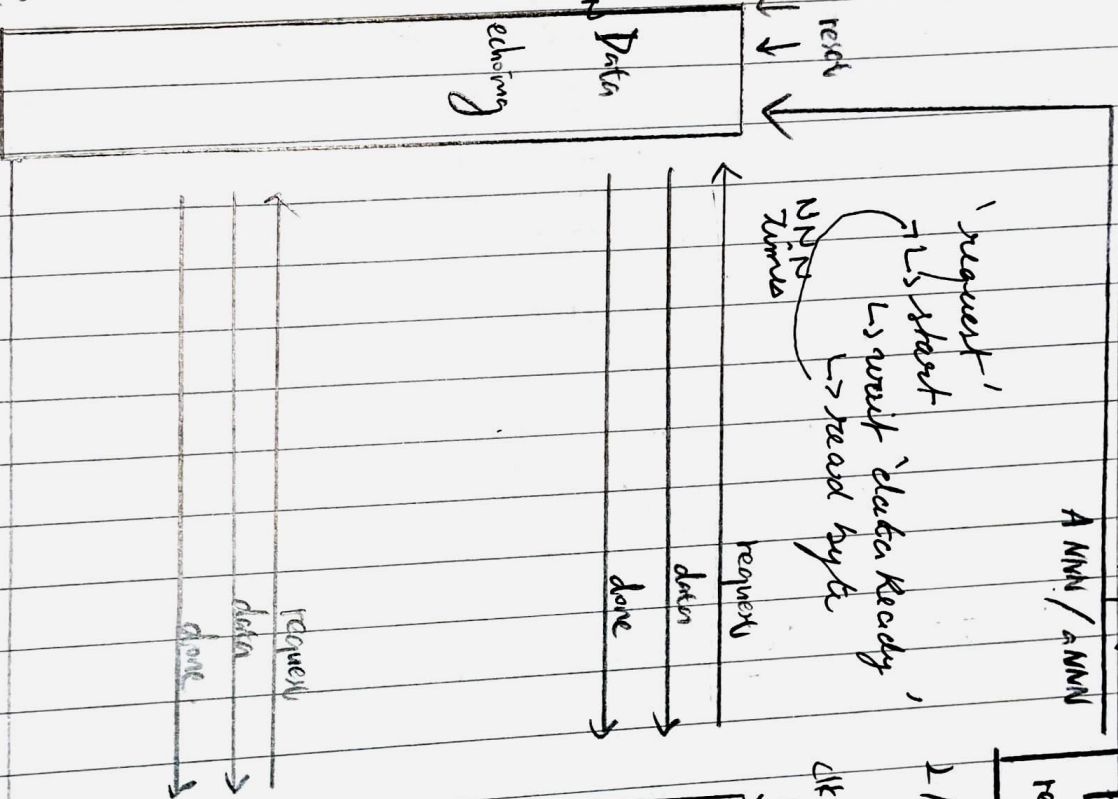 reset
Data
echoing
A NNN / aNNN
'request'
↳ start
↳ wait 'data Ready'
↳ read byte
NNN
Times
request
data
done
request
data
done
clk